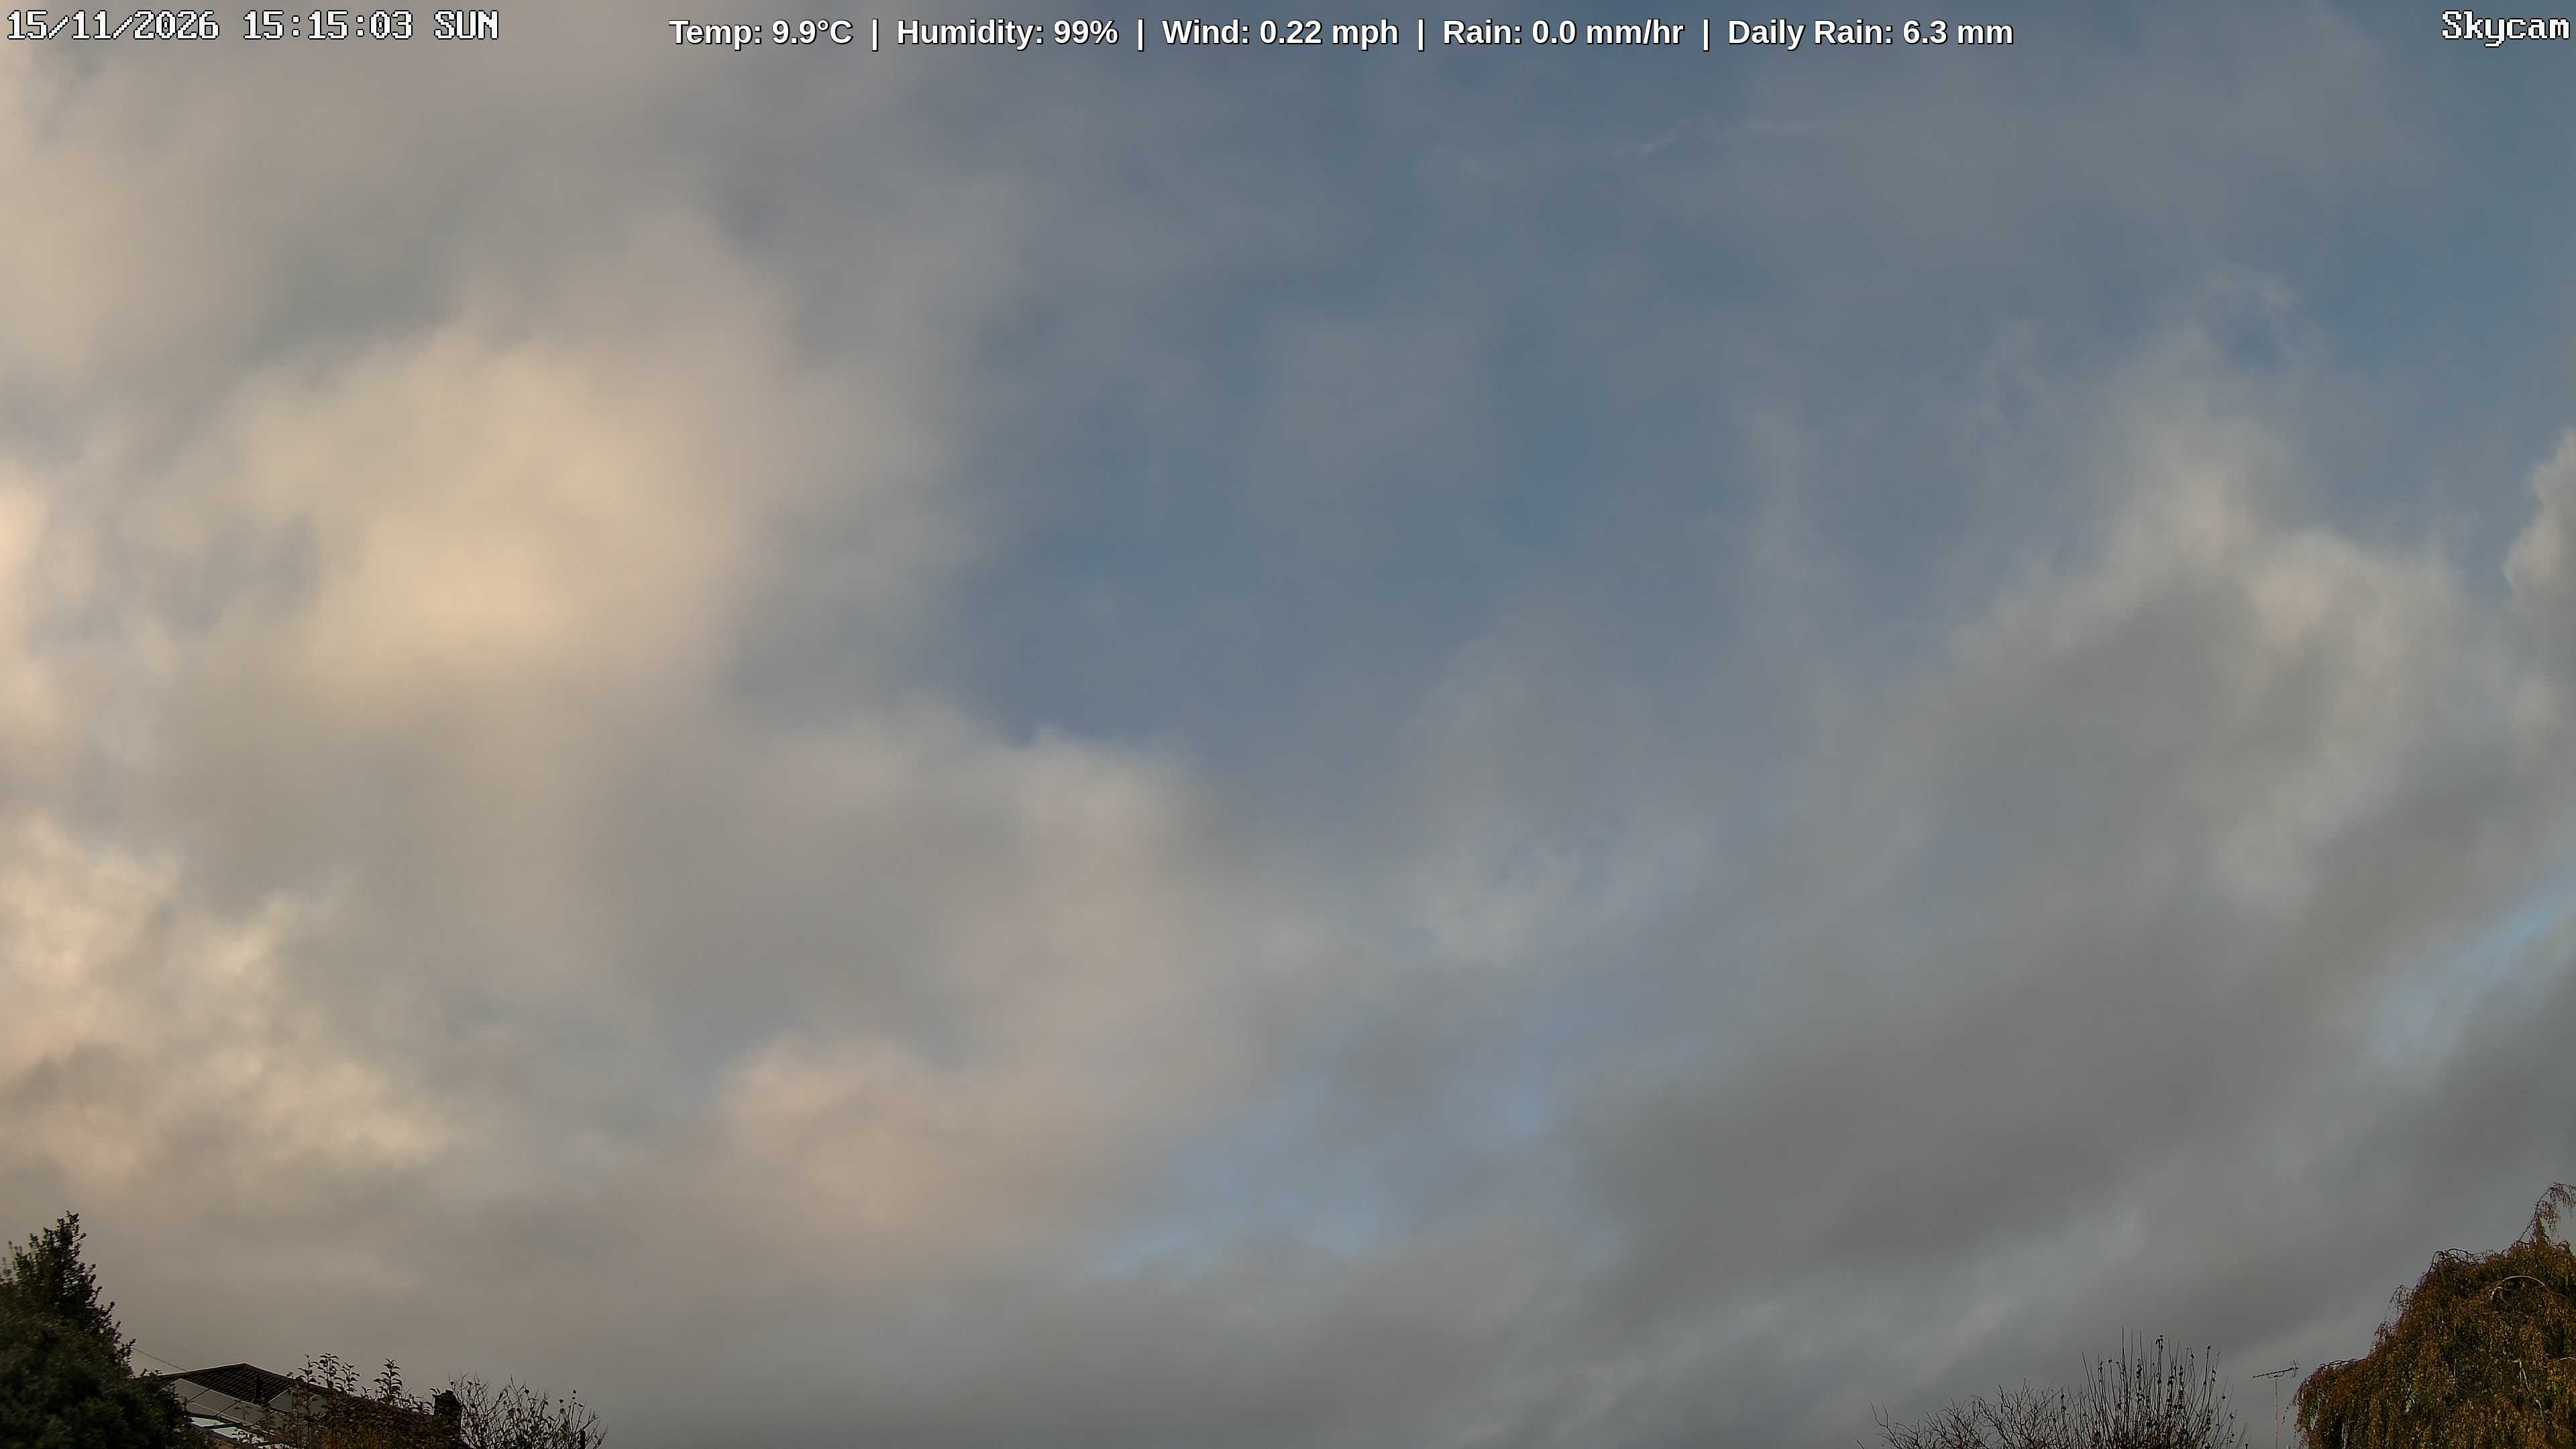 15/11/2026 15:15:03 SUN
Temp: 9.9°C | Humidity: 99% | Wind: 0.22 mph | Rain: 0.0 mm/hr | Daily Rain: 6.3 mm
Skycam